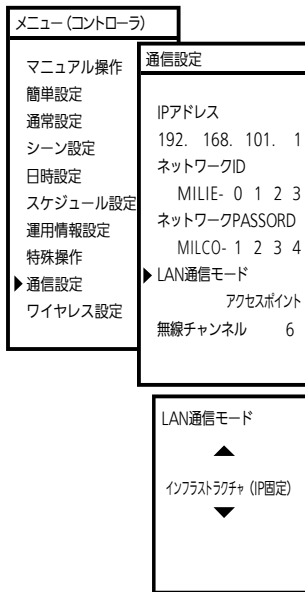 メニュー（コントローラ）
マニュアル操作
簡単設定
通常設定
シーン設定
日時設定
スケジュール設定
運用情報設定
特殊操作
▶通信設定
ワイヤレス設定
通信設定
IPアドレス
192. 168. 101. 1
ネットワークID
MILIE- 0 1 2 3
ネットワークPASSORD
MILCO- 1 2 3 4
▶LAN通信モード
アクセスポイント
無線チャンネル 6
LAN通信モード
▲
インフラストラクチャ（IP固定）
▼